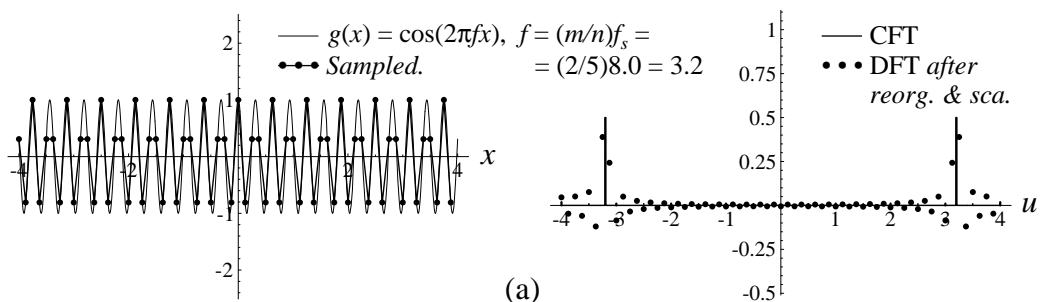 g(x) = cos(2πfx), f = (m/n)f_s =
Sampled. = (2/5)8.0 = 3.2
2
1
-4 -2 2 4 x
-1
-2
CFT
DFT after
reorg. & sca.
1
0.75
0.5
0.25
-4 -3 -2 -1 1 2 3 4 u
-0.25
-0.5
(a)